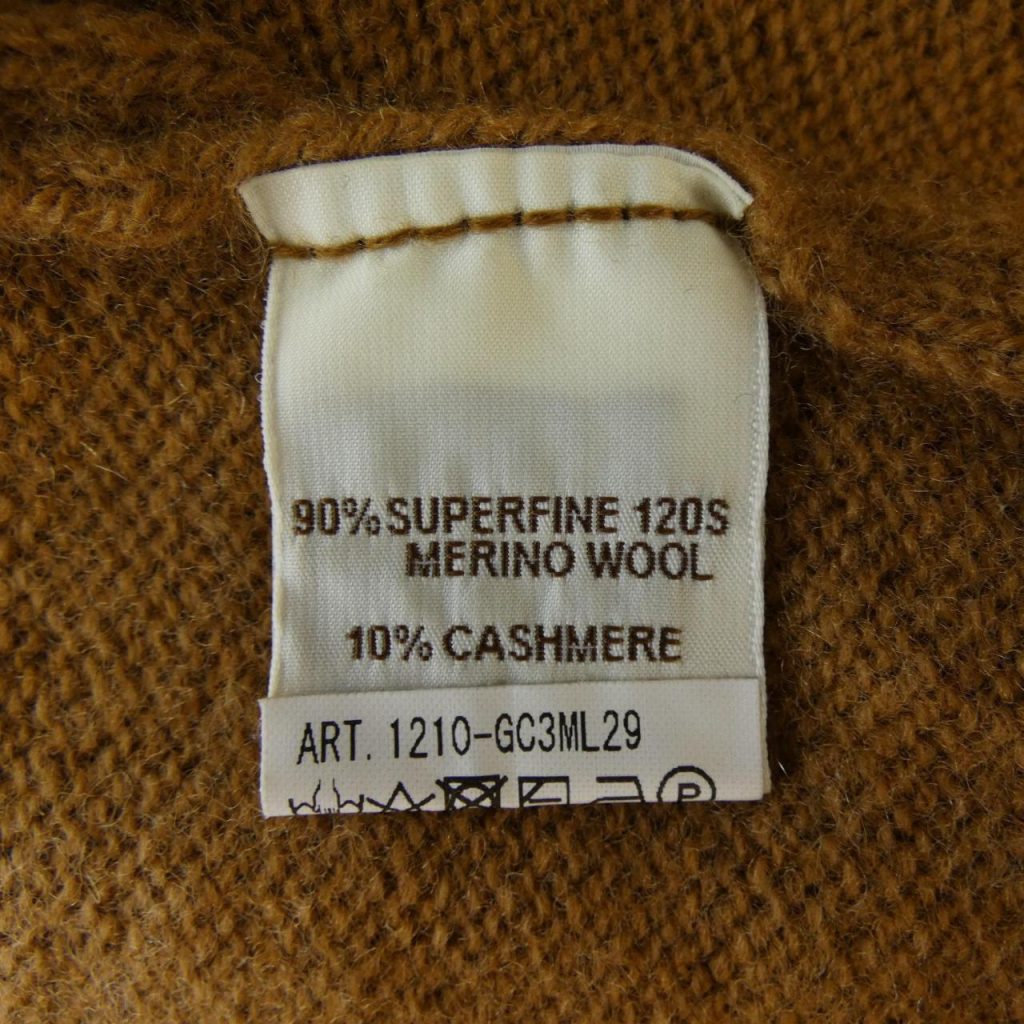 90% SUPERFINE 120S
MERINO WOOL
10% CASHMERE
ART. 1210-GC3ML29
P